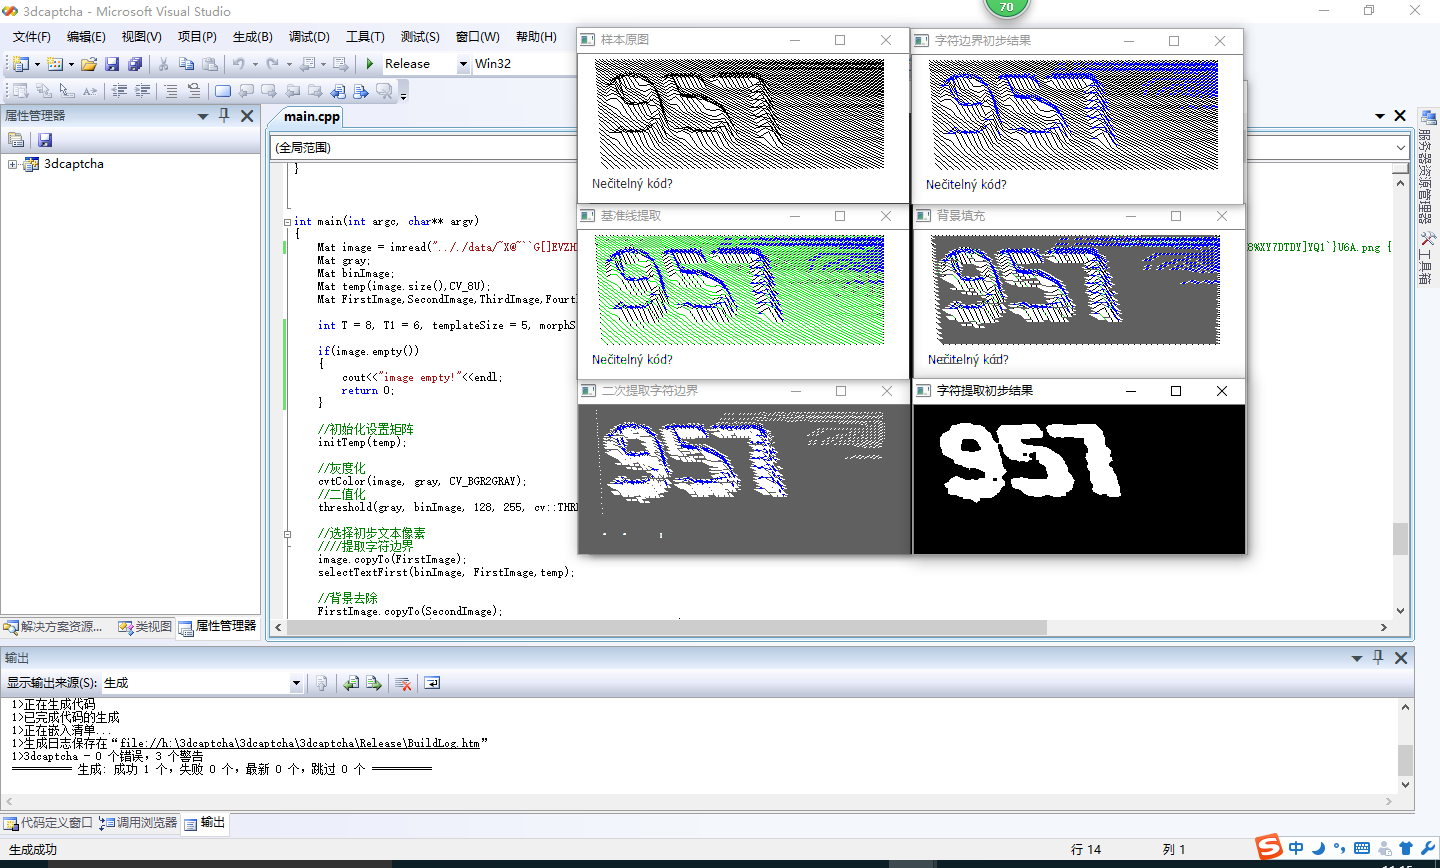 3dcaptcha - Microsoft Visual Studio
70
文件(F) 编辑(E) 视图(V) 项目(P) 生成(B) 调试(D) 工具(T) 测试(S) 窗口(W) 帮助(H)
Release Win32
属性管理器
3dcaptcha
main.cpp
(全局范围)
}
int main(int argc, char** argv)
{
Mat image = imread("../
Mat gray;
Mat binImage;
Mat temp(image.size(),CV_8U);
Mat FirstImage,SecondImage,ThirdImage,Fourt
int T = 8, T1 = 6, templateSize = 5, morphS
if(image.empty())
{
cout<<"image empty!"<<endl;
return 0;
}
//初始化设置矩阵
initTemp(temp);
//灰度化
cvtColor(image, gray, CV_BGR2GRAY);
//二值化
threshold(gray, binImage, 128, 255, cv::THR
//选择初步文本像素
////提取字符边界
image.copyTo(FirstImage);
selectTextFirst(binImage, FirstImage,temp);
//背景去除
FirstImage.copyTo(SecondImage);
样本原图
957
Nečitelný kód?
字符边界初步结果
957
Nečitelný kód?
基准线提取
957
Nečitelný kód?
背景填充
957
Nečitelný kód?
二次提取字符边界
957
字符提取初步结果
957
服务器资源管理器
工具箱
解决方案资源... 类视图 属性管理器
输出
显示输出来源(S): 生成
1>正在生成代码
1>已完成代码的生成
1>正在嵌入清单...
1>生成日志保存在“file://h:\3dcaptcha\3dcaptcha\3dcaptcha\Release\BuildLog.htm”
1>3dcaptcha - 0 个错误，3 个警告
========== 生成: 成功 1 个，失败 0 个，最新 0 个，跳过 0 个 ==========
代码定义窗口 调用浏览器 输出
生成成功
行 14 列 1
中